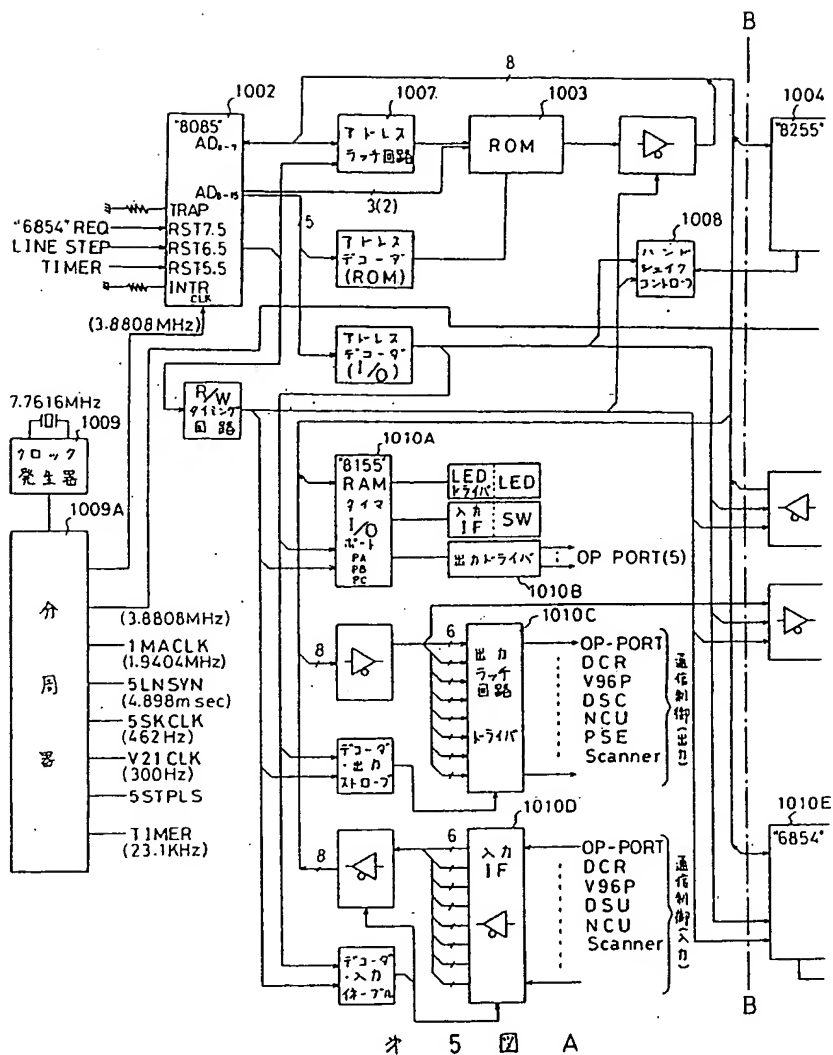 B
8
1002
1007
1003
1004
"8085"
AD0-7
アドレス
ラッチ回路
ROM
"8255"
AD8-15
3(2)
5
TRAP
"6854" REQ
RST7.5
LINE STEP
RST6.5
TIMER
RST5.5
INTR
CLK
(3.8808MHz)
アドレス
デコーダ
(ROM)
1008
ハンド
シェイク
コントローラ
アドレス
デコーダ
(I/O)
7.7616MHz
1009
クロック
発生器
R/W
タイミング
回路
1009A
1010A
"8155"
RAM
タイマ
I/O
ポート
PA
PB
PC
LED
ドライバ
LED
入力
IF
SW
出力ドライバ
OP PORT(5)
1010B
1010C
分
周
器
(3.8808MHz)
1MACLK
(1.9404MHz)
5LNSYN
(4.898m sec)
5SKCLK
(462Hz)
V21CLK
(300Hz)
5STPLS
TIMER
(23.1KHz)
8
6
出力
ラッチ
回路
ドライバ
OP-PORT
DCR
V96P
DSC
NCU
PSE
Scanner
通信制御(出力)
デコーダ
・出力
ストローブ
1010D
1010E
8
6
入力
IF
OP-PORT
DCR
V96P
DSU
NCU
Scanner
通信制御(入力)
"6854"
デコーダ
・入力
イネーブル
B
才 5 図 A